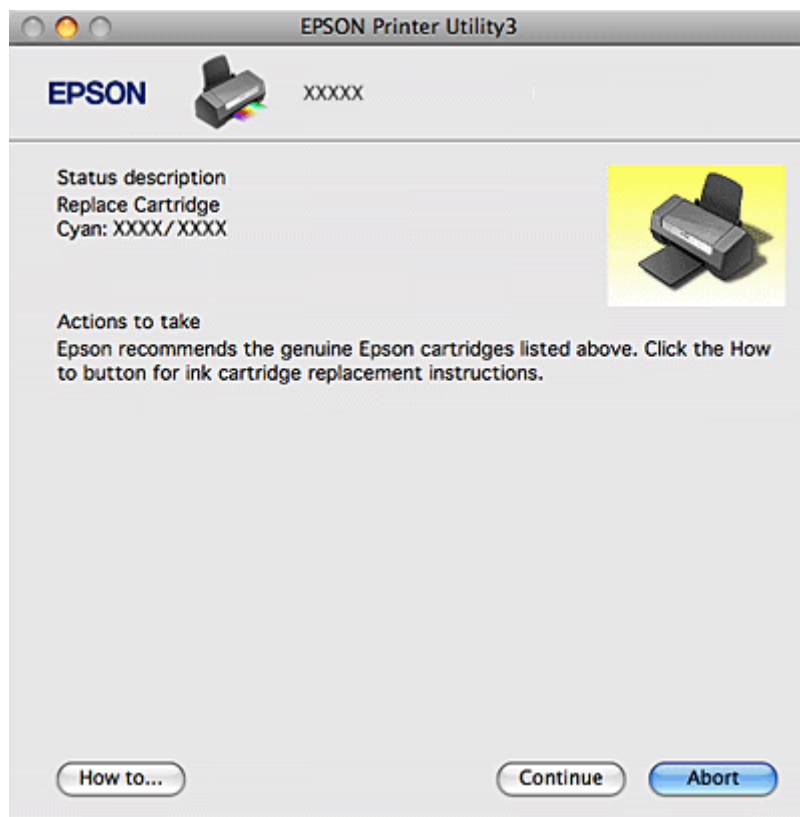 EPSON Printer Utility3
EPSON
XXXXX
Status description
Replace Cartridge
Cyan: XXXX/XXXX
Actions to take
Epson recommends the genuine Epson cartridges listed above. Click the How
to button for ink cartridge replacement instructions.
How to...
Continue
Abort